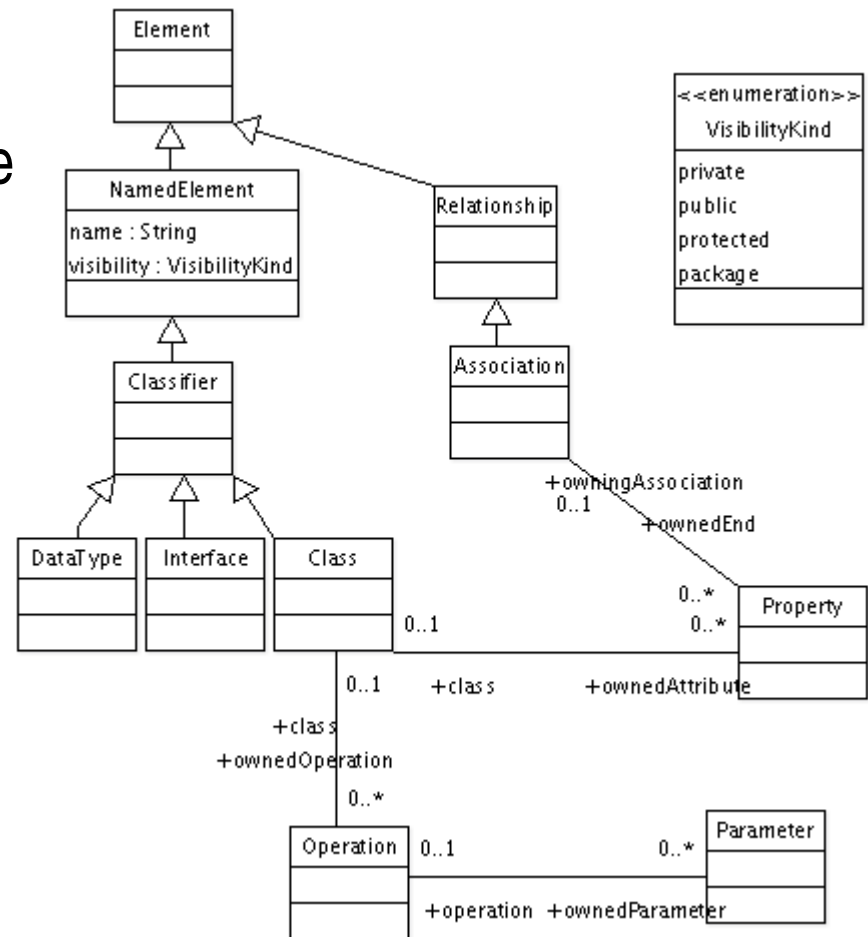 Element
<<enumeration>>
VisibilityKind
private
public
protected
package
e
NamedElement
name : String
visibility : VisibilityKind
Relationship
Classifier
Association
+owningAssociation
0..1
+ownedEnd
DataType
Interface
Class
0..*
Property
0..1
0..*
+class
+ownedAttribute
0..1
+class
+ownedOperation
0..*
Operation
0..1
0..*
Parameter
+operation
+ownedParameter